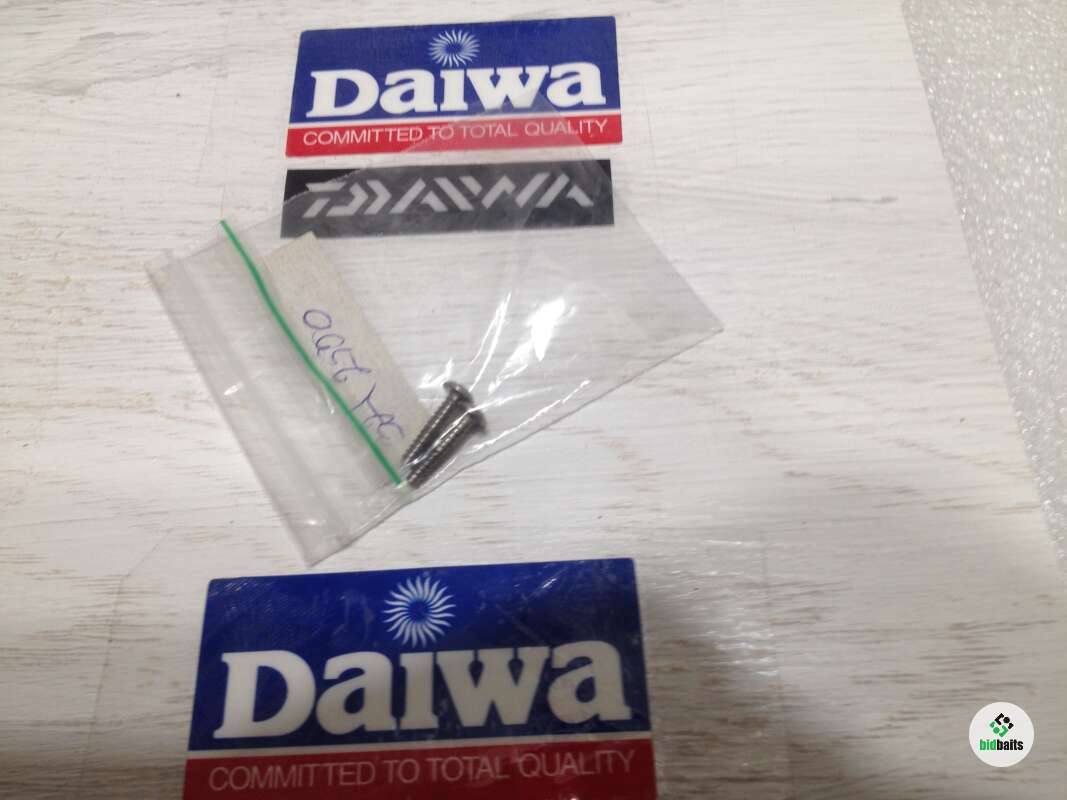 Daiwa
COMMITTED TO TOTAL QUALITY
DAIWA
Daiwa
COMMITTED TO TOTAL QUALITY
bidbaits